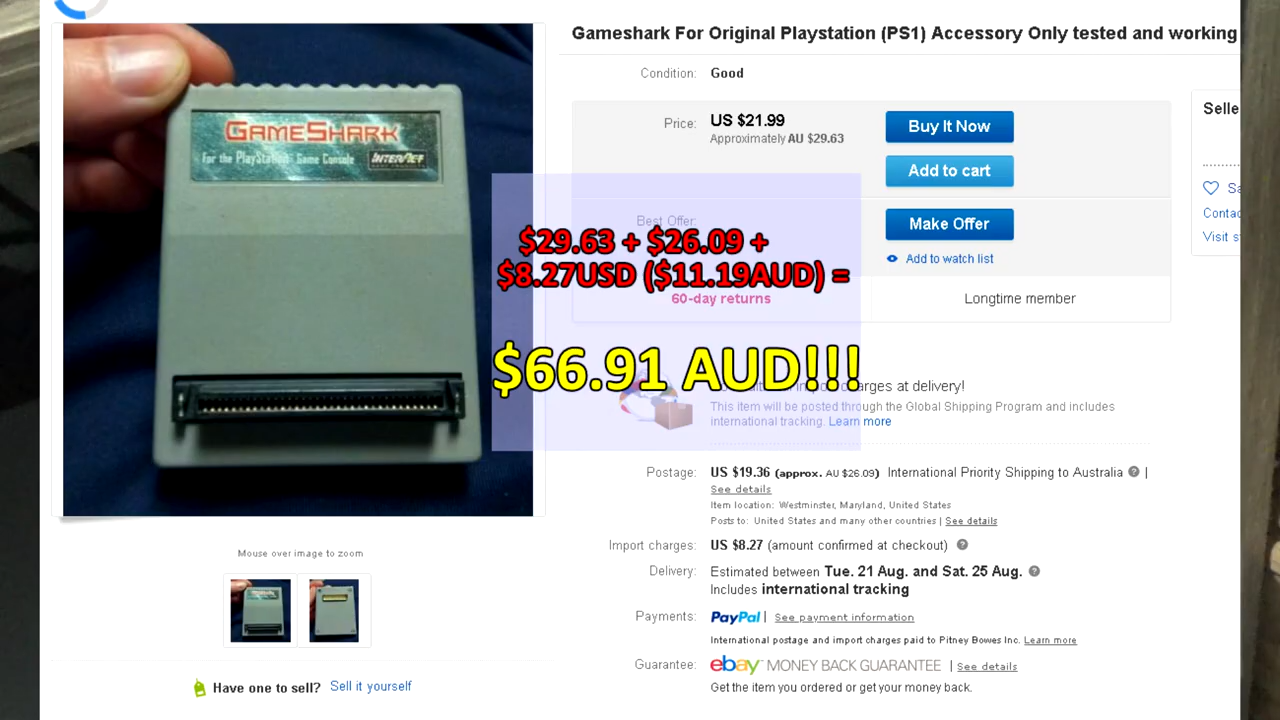 Gameshark For Original Playstation (PS1) Accessory Only tested and working
Condition: Good
GAMESHARK
For the PlayStation Game Console
INTERACT
Price: US $21.99
Approximately AU $29.63
Buy It Now
Add to cart
Best Offer:
Make Offer
Add to watch list
60-day returns
Longtime member
Selle
Sa
Contac
Visit s
$29.63 + $26.09 +
$8.27USD ($11.19AUD) =
$66.91 AUD!!!
charges at delivery!
This item will be posted through the Global Shipping Program and includes
international tracking. Learn more
Postage: US $19.36 (approx. AU $26.09) International Priority Shipping to Australia |
See details
Item location: Westminster, Maryland, United States
Posts to: United States and many other countries | See details
Import charges: US $8.27 (amount confirmed at checkout)
Delivery: Estimated between Tue. 21 Aug. and Sat. 25 Aug.
Includes international tracking
Payments: PayPal | See payment information
International postage and import charges paid to Pitney Bowes Inc. Learn more
Guarantee: ebay MONEY BACK GUARANTEE | See details
Get the item you ordered or get your money back.
Mouse over image to zoom
Have one to sell? Sell it yourself